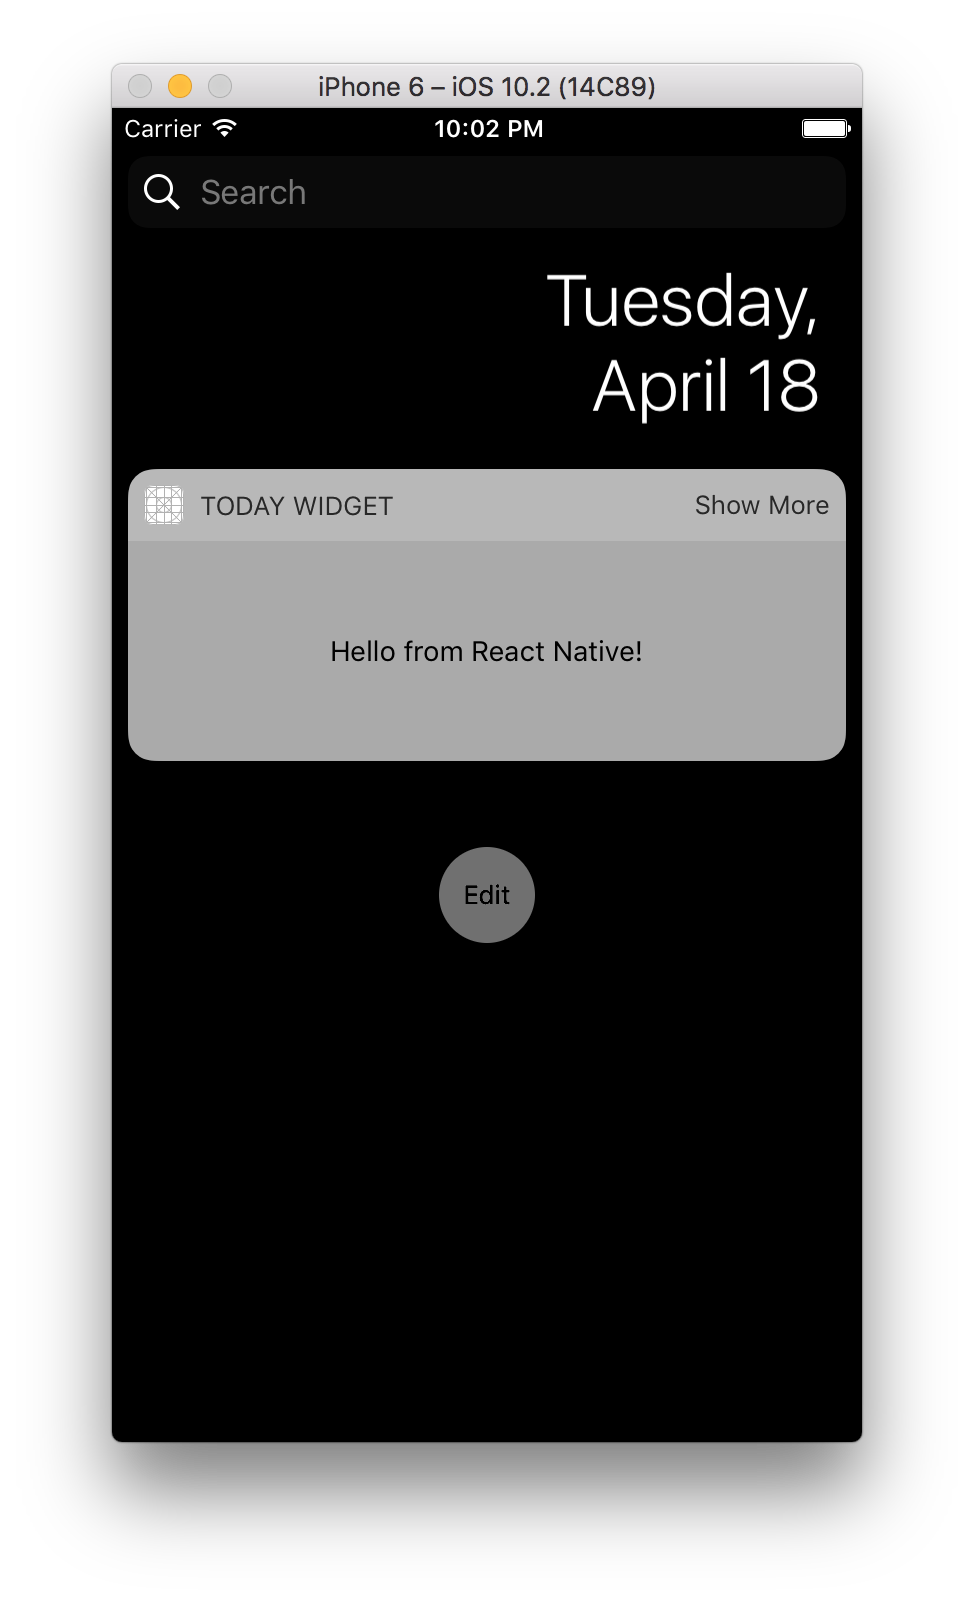 iPhone 6 – iOS 10.2 (14C89)
Carrier 10:02 PM
Search
Tuesday,
April 18
TODAY WIDGET Show More
Hello from React Native!
Edit